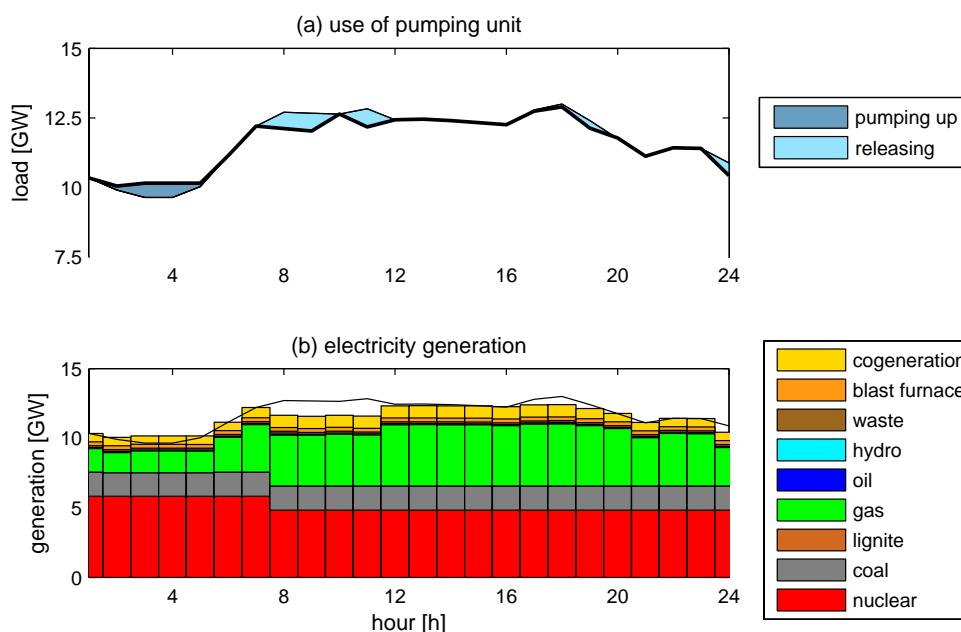 (a) use of pumping unit
15
12.5
10
7.5
load [GW]
4 8 12 16 20 24
pumping up
releasing
(b) electricity generation
15
10
5
0
generation [GW]
4 8 12 16 20 24
hour [h]
cogeneration
blast furnace
waste
hydro
oil
gas
lignite
coal
nuclear